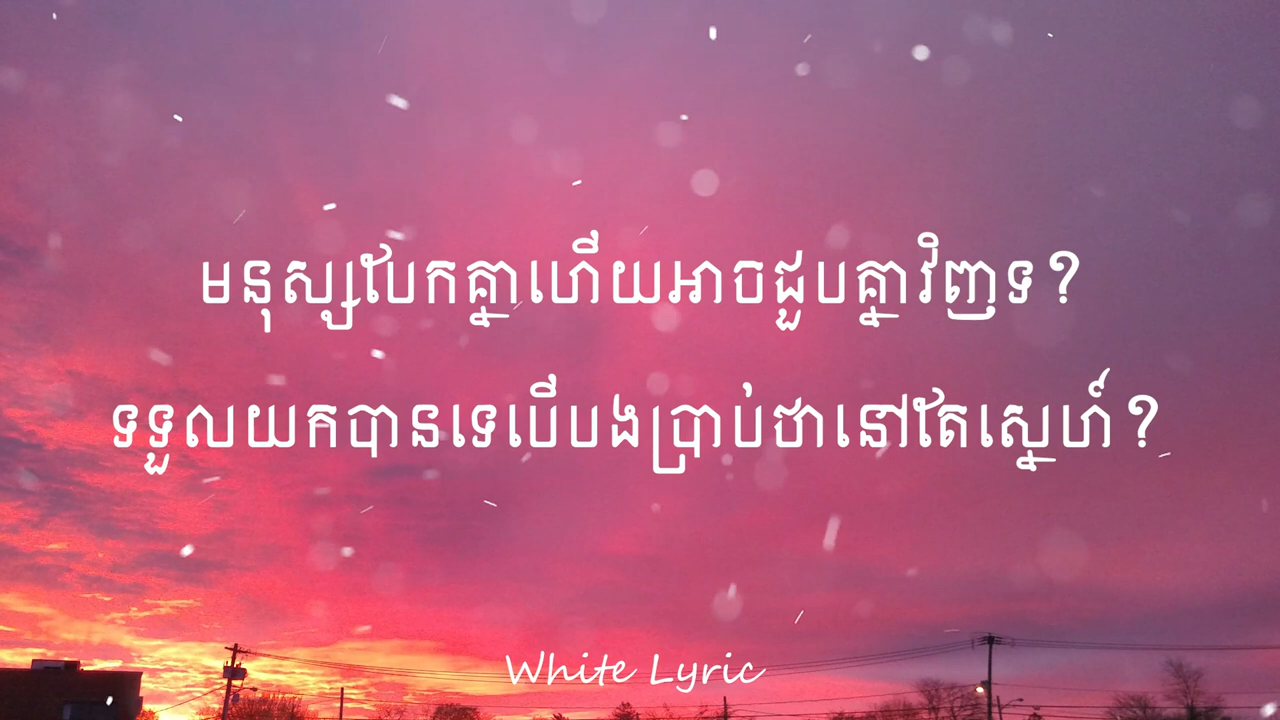 មនុស្សបែកគ្នាហើយអាចជួបគ្នាវិញទ?
ទទួលយកបានទេបើបងប្រាប់ថានៅតែស្នេហ៍?
White Lyric